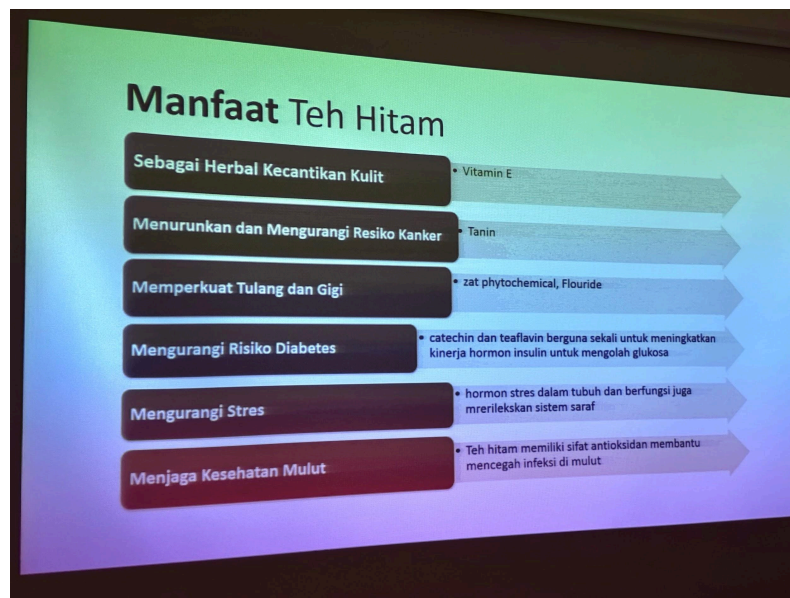 Manfaat Teh Hitam
Sebagai Herbal Kecantikan Kulit
• Vitamin E
Menurunkan dan Mengurangi Resiko Kanker
• Tanin
Memperkuat Tulang dan Gigi
• zat phytochemical, Flouride
Mengurangi Risiko Diabetes
• catechin dan teaflavin berguna sekali untuk meningkatkan
kinerja hormon insulin untuk mengolah glukosa
Mengurangi Stres
• hormon stres dalam tubuh dan berfungsi juga
mrerilekskan sistem saraf
Menjaga Kesehatan Mulut
• Teh hitam memiliki sifat antioksidan membantu
mencegah infeksi di mulut